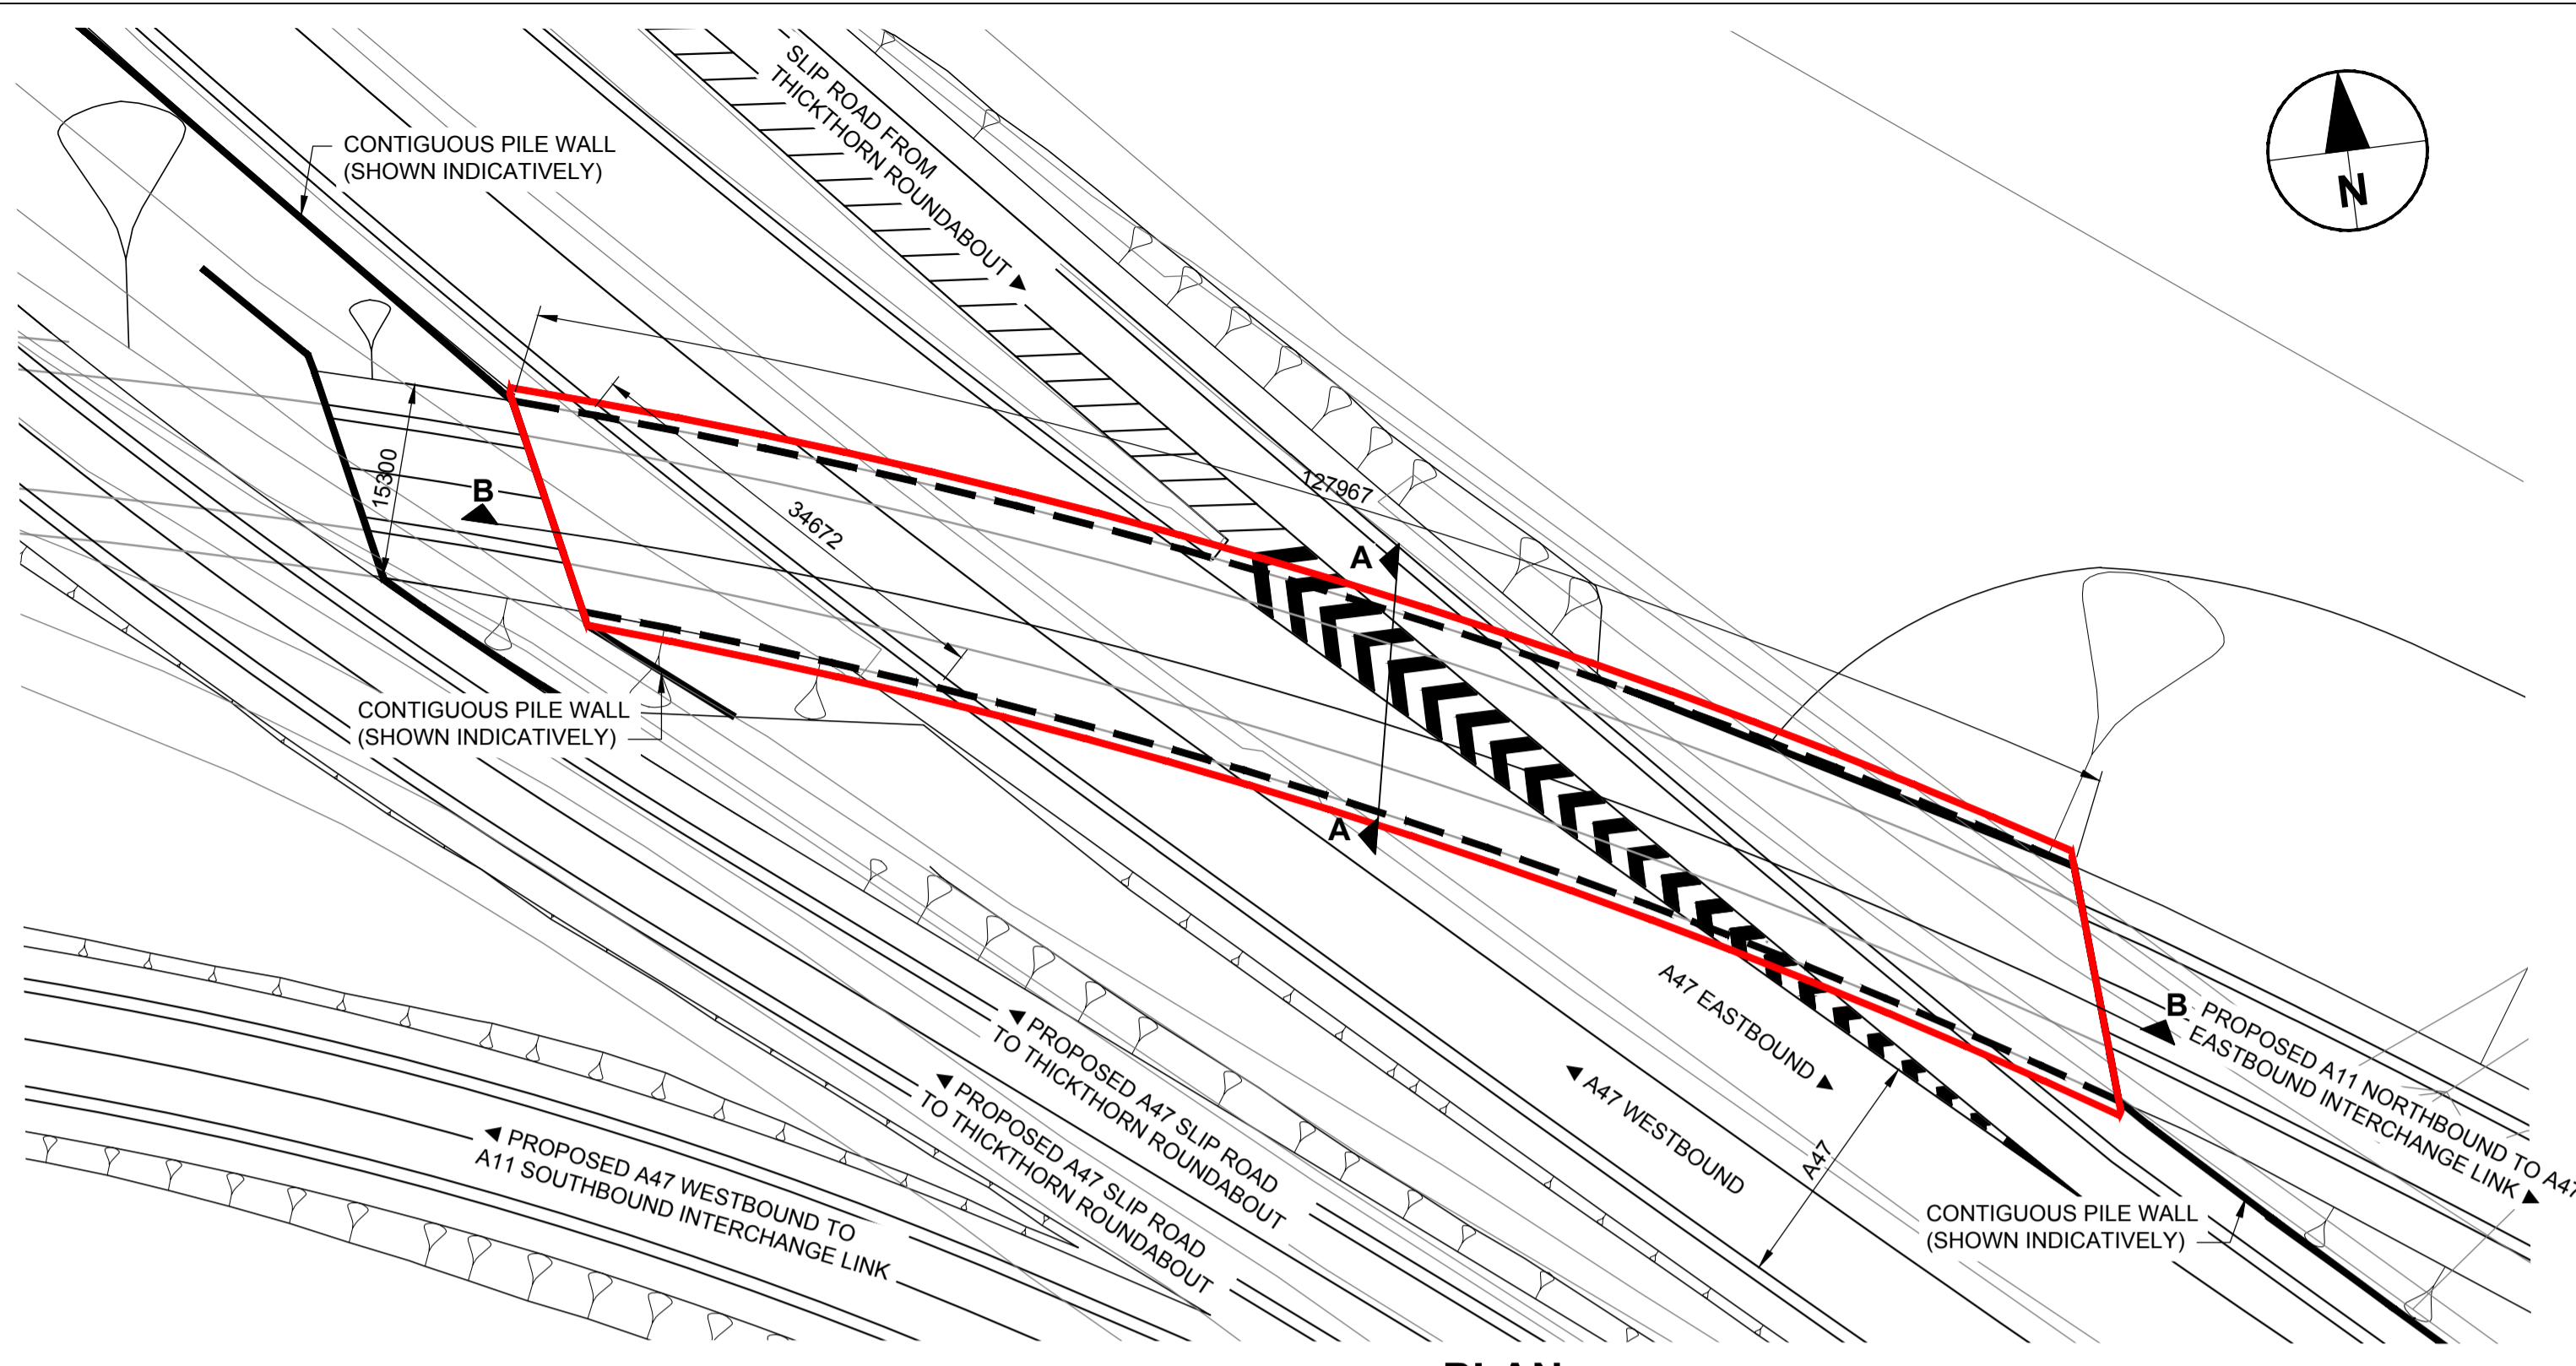 SLIP ROAD FROM
THICKTHORN ROUNDABOUT
N
CONTIGUOUS PILE WALL
(SHOWN INDICATIVELY)
15300
B
34672
127967
A
A
CONTIGUOUS PILE WALL
(SHOWN INDICATIVELY)
A47 EASTBOUND
A47 WESTBOUND
A47
B
PROPOSED A11 NORTHBOUND TO A47
EASTBOUND INTERCHANGE LINK
PROPOSED A47 SLIP ROAD
TO THICKTHORN ROUNDABOUT
PROPOSED A47 SLIP ROAD
TO THICKTHORN ROUNDABOUT
PROPOSED A47 WESTBOUND TO
A11 SOUTHBOUND INTERCHANGE LINK
CONTIGUOUS PILE WALL
(SHOWN INDICATIVELY)
PLAN